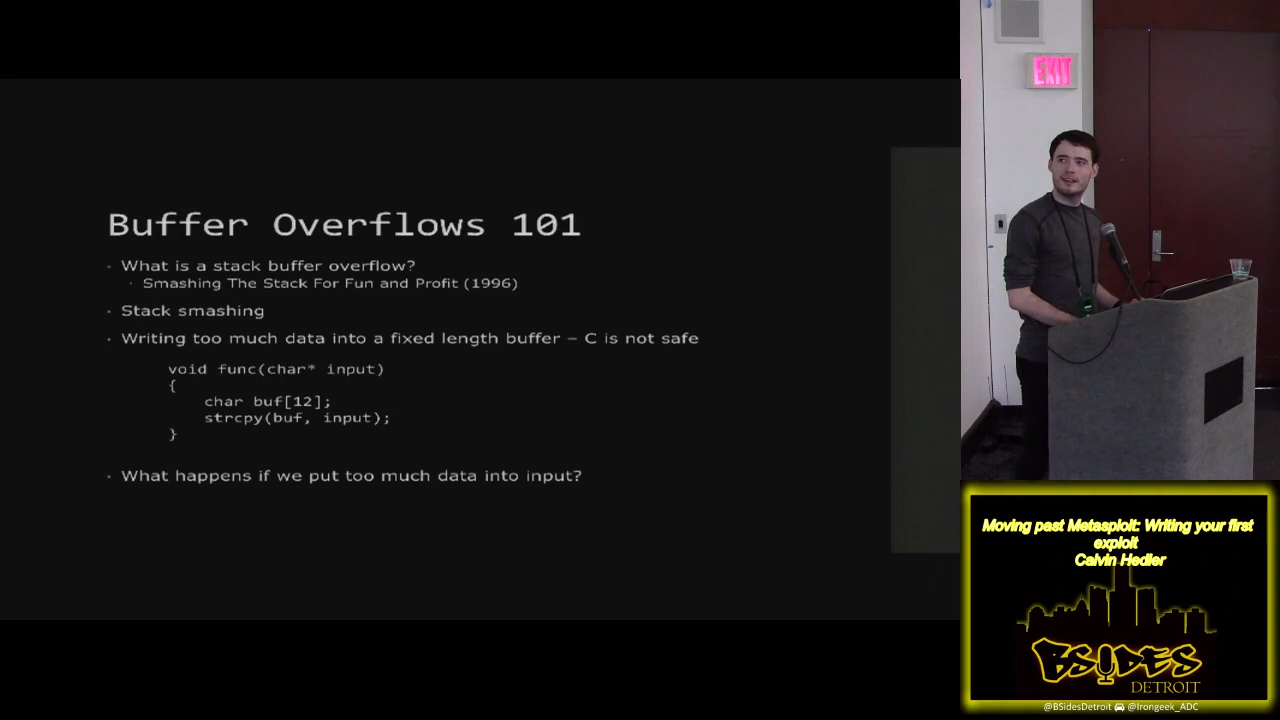 Buffer Overflows 101
· What is a stack buffer overflow?
· Smashing The Stack For Fun and Profit (1996)
· Stack smashing
· Writing too much data into a fixed length buffer – C is not safe
void func(char* input)
{
char buf[12];
strcpy(buf, input);
}
· What happens if we put too much data into input?
EXIT
Moving past Metasploit: Writing your first
exploit
Calvin Hedler
BSIDES
DETROIT
@BSidesDetroit @Irongeek_ADC